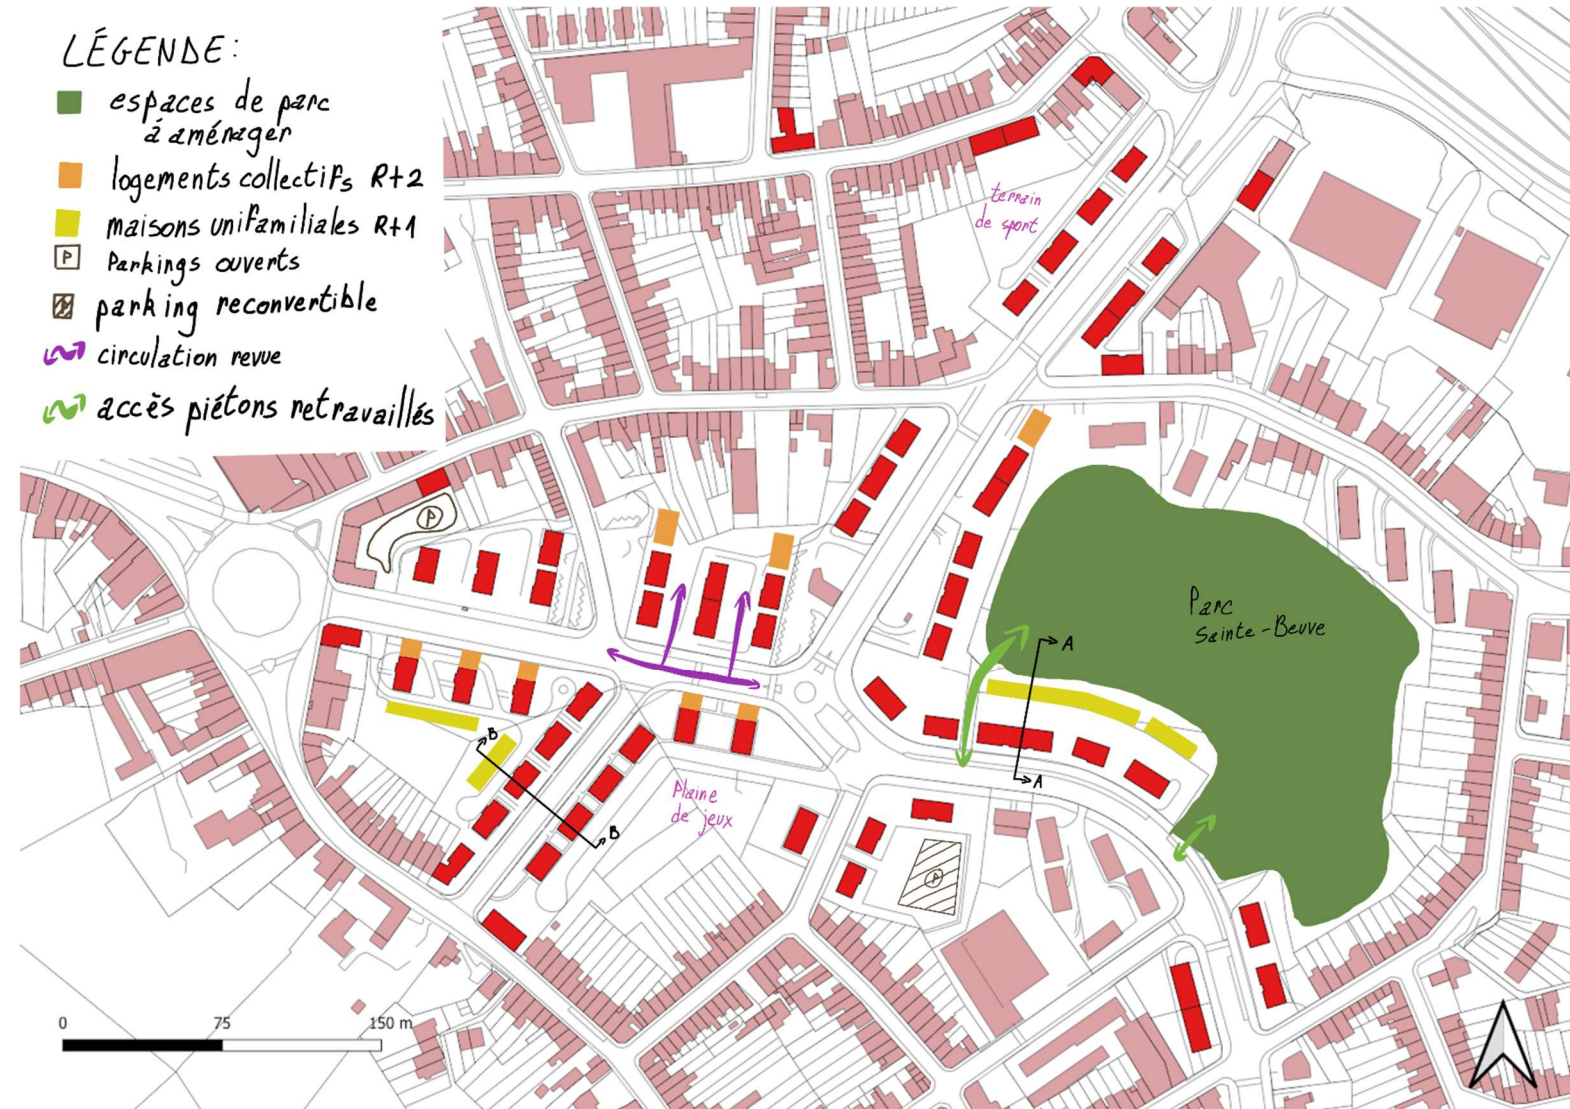 LÉGENDE:
espaces de parc
à aménager
logements collectifs R+2
maisons unifamiliales R+1
P Parkings ouverts
parking reconvertible
circulation revue
accès piétons retravaillés
terrain
de sport
P
Parc
Sainte-Beuve
A
B
Plaine
de jeux
A
B
P
0 75 150 m